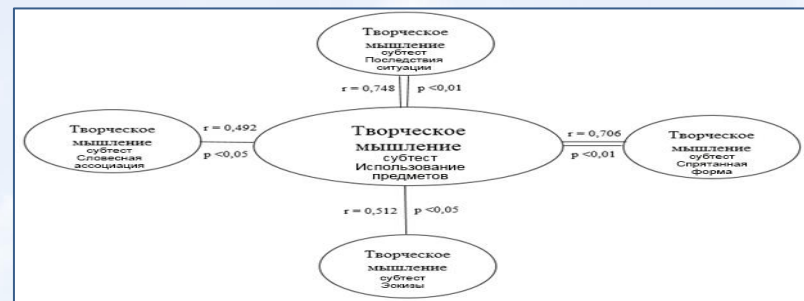 Творческое
мышление
субтест
Последствия
ситуации
r = 0,748 p <0,01
Творческое
мышление
субтест
Словесная
ассоциация
r = 0,492
p <0,05
Творческое
мышление
субтест
Использование
предметов
r = 0,706
p <0,01
Творческое
мышление
субтест
Спрятанная
форма
r = 0,512 p <0,05
Творческое
мышление
субтест
Эскизы